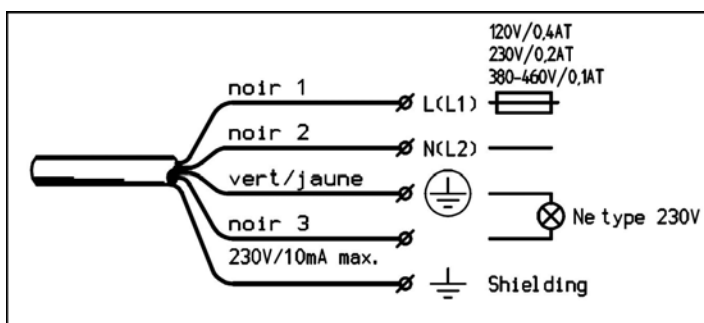 120V/0,4AT
230V/0,2AT
380-460V/0,1AT
noir 1
L(L1)
noir 2
N(L2)
vert/jaune
Ne type 230V
noir 3
230V/10mA max.
Shielding